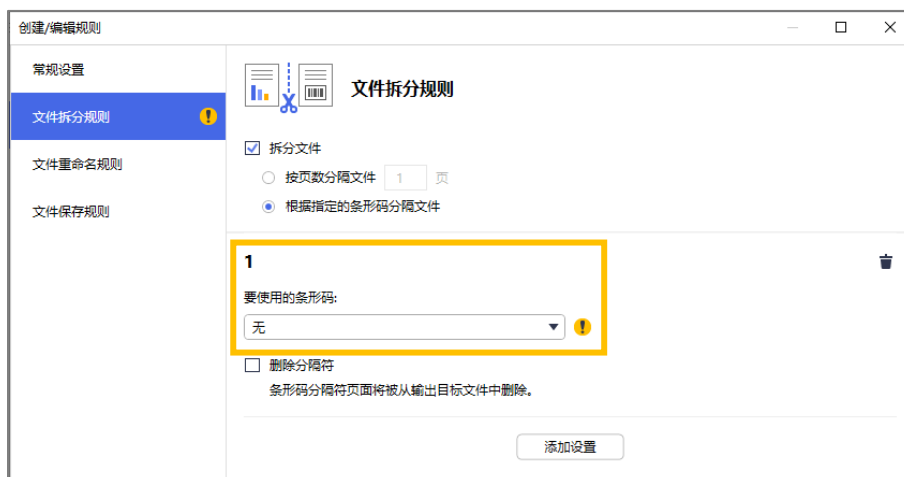 创建/编辑规则
常规设置
文件拆分规则
文件重命名规则
文件保存规则
文件拆分规则
拆分文件
按页数分隔文件 1 页
根据指定的条形码分隔文件
1
要使用的条形码:
无
删除分隔符
条形码分隔符页面将被从输出目标文件中删除。
添加设置